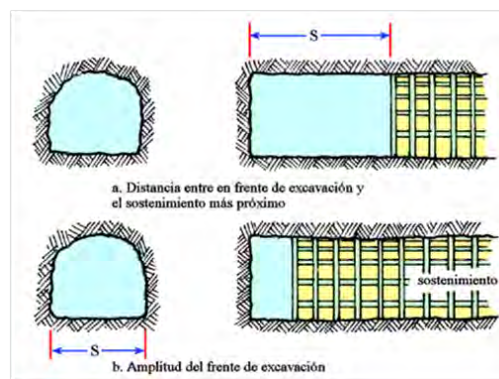 S
a. Distancia entre en frente de excavación y
el sostenimiento más próximo
sostenimiento
S
b. Amplitud del frente de excavación